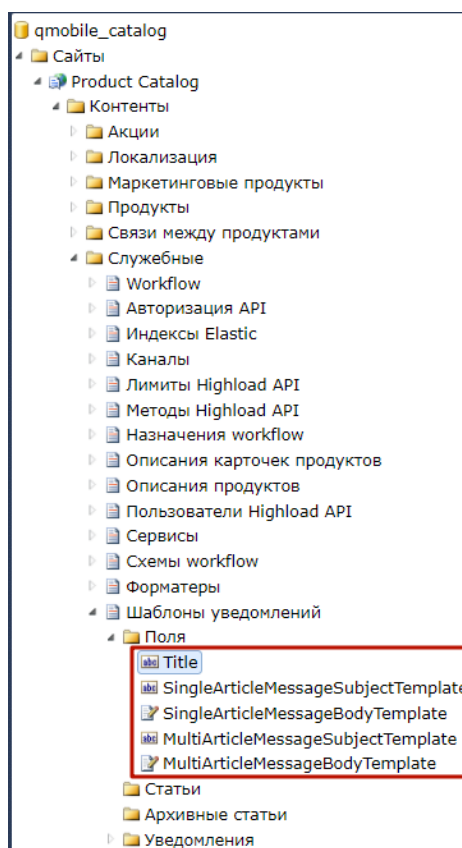 qmobile_catalog
Сайты
Product Catalog
Контенты
Акции
Локализация
Маркетинговые продукты
Продукты
Связи между продуктами
Служебные
Workflow
Авторизация API
Индексы Elastic
Каналы
Лимиты Highload API
Методы Highload API
Назначения workflow
Описания карточек продуктов
Описания продуктов
Пользователи Highload API
Сервисы
Схемы workflow
Форматеры
Шаблоны уведомлений
Поля
Title
SingleArticleMessageSubjectTemplate
SingleArticleMessageBodyTemplate
MultiArticleMessageSubjectTemplate
MultiArticleMessageBodyTemplate
Статьи
Архивные статьи
Уведомления